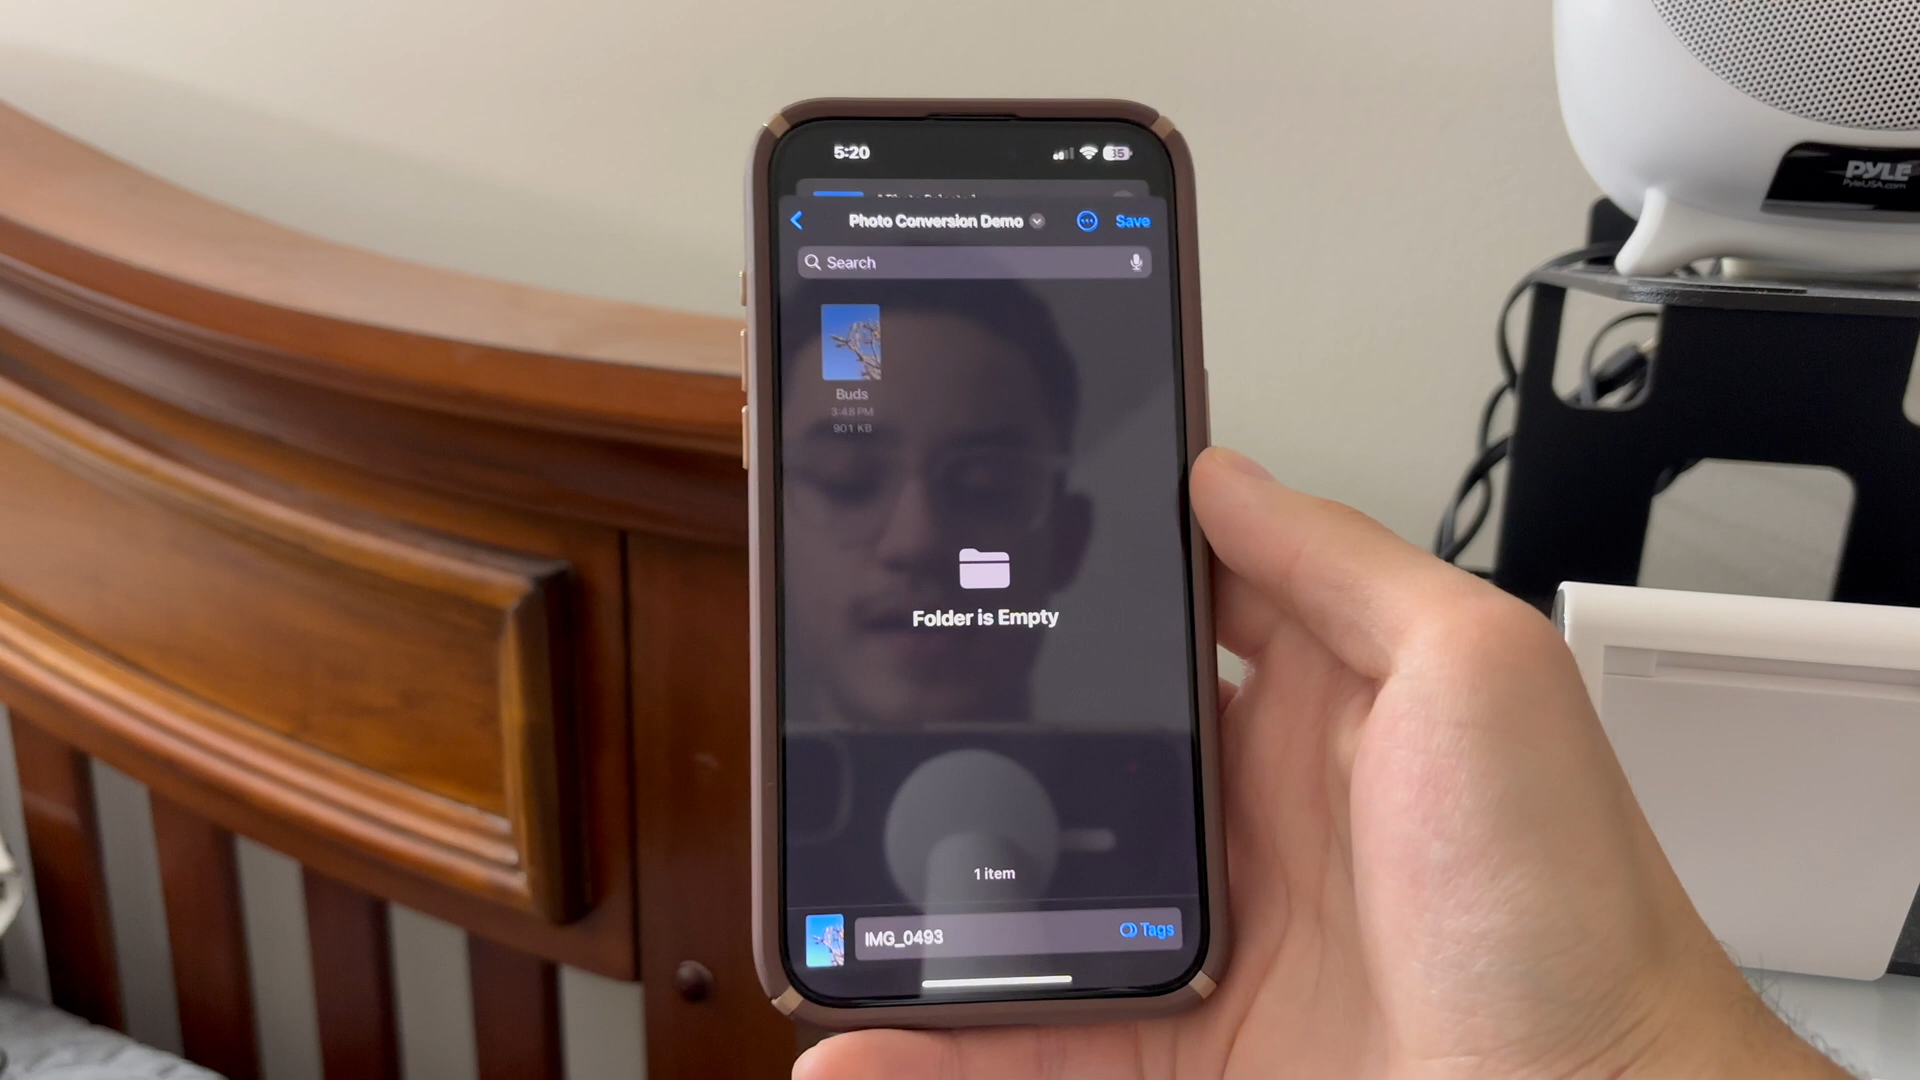 5:20
35
Photo Conversion Demo
Save
Search
Buds
3:48 PM
901 KB
Folder is Empty
1 item
IMG_0493
Tags
PYLE
PyleUSA.com